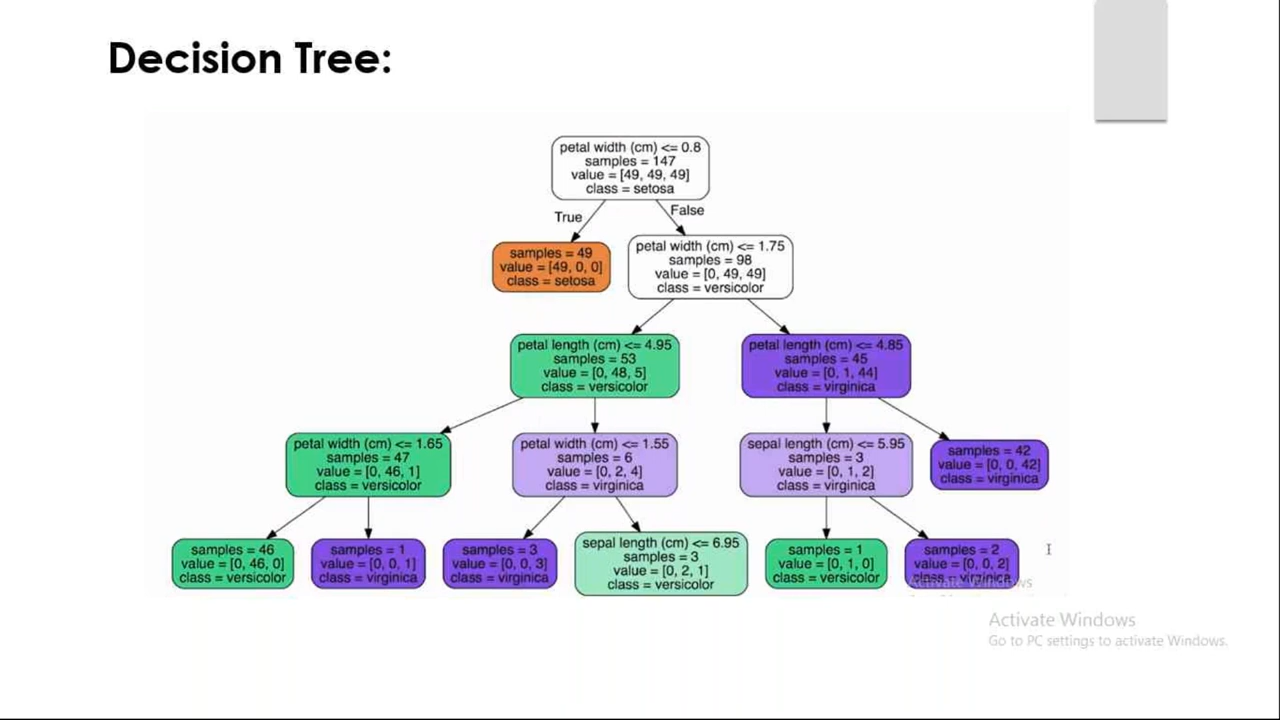 Decision Tree:
petal width (cm) <= 0.8
samples = 147
value = [49, 49, 49]
class = setosa
True
False
samples = 49
value = [49, 0, 0]
class = setosa
petal width (cm) <= 1.75
samples = 98
value = [0, 49, 49]
class = versicolor
petal length (cm) <= 4.95
samples = 53
value = [0, 48, 5]
class = versicolor
petal length (cm) <= 4.85
samples = 45
value = [0, 1, 44]
class = virginica
petal width (cm) <= 1.65
samples = 47
value = [0, 46, 1]
class = versicolor
petal width (cm) <= 1.55
samples = 6
value = [0, 2, 4]
class = virginica
sepal length (cm) <= 5.95
samples = 3
value = [0, 1, 2]
class = virginica
samples = 42
value = [0, 0, 42]
class = virginica
samples = 46
value = [0, 46, 0]
class = versicolor
samples = 1
value = [0, 0, 1]
class = virginica
samples = 3
value = [0, 0, 3]
class = virginica
sepal length (cm) <= 6.95
samples = 3
value = [0, 2, 1]
class = versicolor
samples = 1
value = [0, 1, 0]
class = versicolor
samples = 2
value = [0, 0, 2]
class = virginica
Activate Windows
Activate Windows
Go to PC settings to activate Windows.